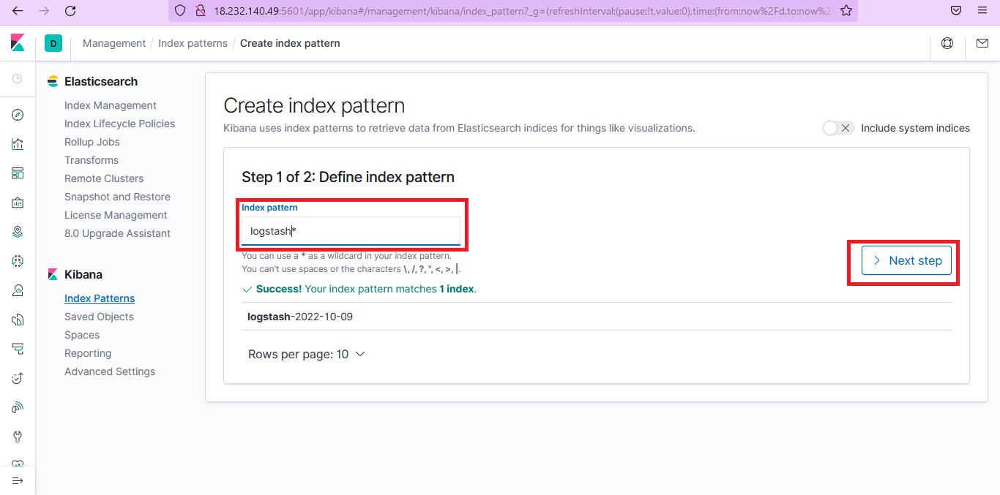 18.232.140.49:5601/app/kibana#/management/kibana/index_pattern?_g=(refreshInterval:(pause:!t,value:0),time:(from:now%2Fd,to:now%2
D
Management / Index patterns / Create index pattern
Elasticsearch
Index Management
Index Lifecycle Policies
Rollup Jobs
Transforms
Remote Clusters
Snapshot and Restore
License Management
8.0 Upgrade Assistant
Kibana
Index Patterns
Saved Objects
Spaces
Reporting
Advanced Settings
Create index pattern
Kibana uses index patterns to retrieve data from Elasticsearch indices for things like visualizations.
Include system indices
Step 1 of 2: Define index pattern
Index pattern
logstash*
You can use a * as a wildcard in your index pattern.
You can't use spaces or the characters \, /, ?, ", <, >, |.
Success! Your index pattern matches 1 index.
Next step
logstash-2022-10-09
Rows per page: 10